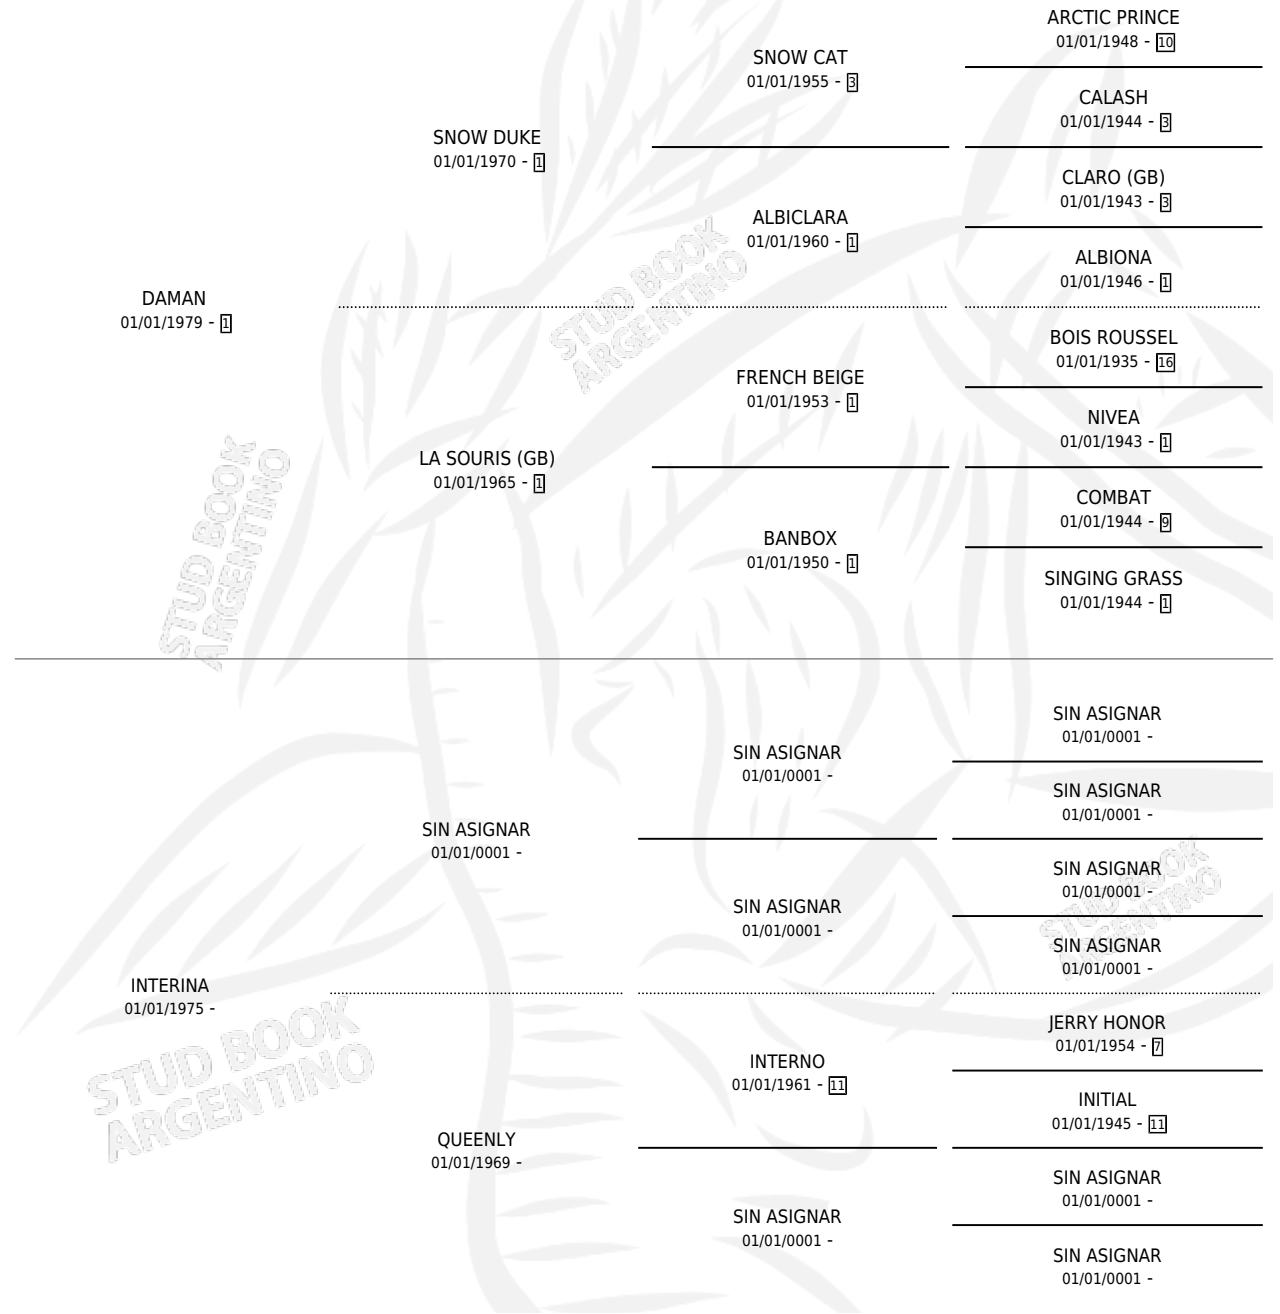 ARCTIC PRINCE
01/01/1948 - 10
SNOW CAT
01/01/1955 - 3
CALASH
01/01/1944 - 3
SNOW DUKE
01/01/1970 - 1
CLARO (GB)
01/01/1943 - 3
ALBICLARA
01/01/1960 - 1
ALBIONA
01/01/1946 - 1
DAMAN
01/01/1979 - 1
BOIS ROUSSEL
01/01/1935 - 16
FRENCH BEIGE
01/01/1953 - 1
NIVEA
01/01/1943 - 1
LA SOURIS (GB)
01/01/1965 - 1
COMBAT
01/01/1944 - 9
BANBOX
01/01/1950 - 1
SINGING GRASS
01/01/1944 - 1
STUD BOOK
ARGENTINO
STUD BOOK
ARGENTINO
SIN ASIGNAR
01/01/0001 -
SIN ASIGNAR
01/01/0001 -
SIN ASIGNAR
01/01/0001 -
SIN ASIGNAR
01/01/0001 -
SIN ASIGNAR
01/01/0001 -
SIN ASIGNAR
01/01/0001 -
SIN ASIGNAR
01/01/0001 -
STUD BOOK
ARGENTINO
INTERINA
01/01/1975 -
JERRY HONOR
01/01/1954 - 7
INTERNO
01/01/1961 - 11
INITIAL
01/01/1945 - 11
QUEENLY
01/01/1969 -
SIN ASIGNAR
01/01/0001 -
SIN ASIGNAR
01/01/0001 -
SIN ASIGNAR
01/01/0001 -
STUD BOOK
ARGENTINO